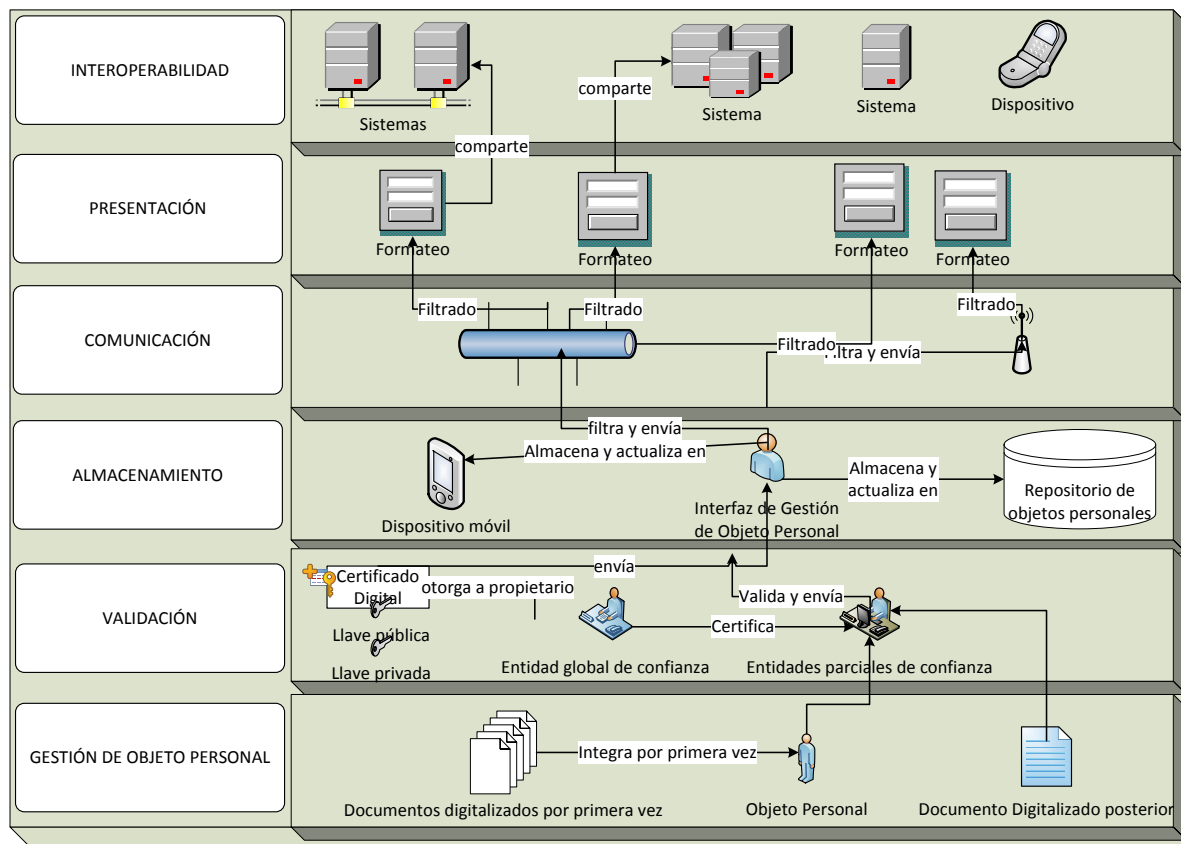 INTEROPERABILIDAD
Sistemas
comparte
comparte
Sistema
Sistema
Dispositivo
PRESENTACIÓN
Formateo
Formateo
Formateo
Formateo
COMUNICACIÓN
Filtrado
Filtrado
Filtrado
Filtra y envía
Filtrado
ALMACENAMIENTO
filtra y envía
Almacena y actualiza en
Dispositivo móvil
Interfaz de Gestión
de Objeto Personal
Almacena y
actualiza en
Repositorio de
objetos personales
VALIDACIÓN
Certificado
Digital
Llave pública
Llave privada
envía
otorga a propietario
Entidad global de confianza
Certifica
Valida y envía
Entidades parciales de confianza
GESTIÓN DE OBJETO PERSONAL
Documentos digitalizados por primera vez
Integra por primera vez
Objeto Personal
Documento Digitalizado posterior